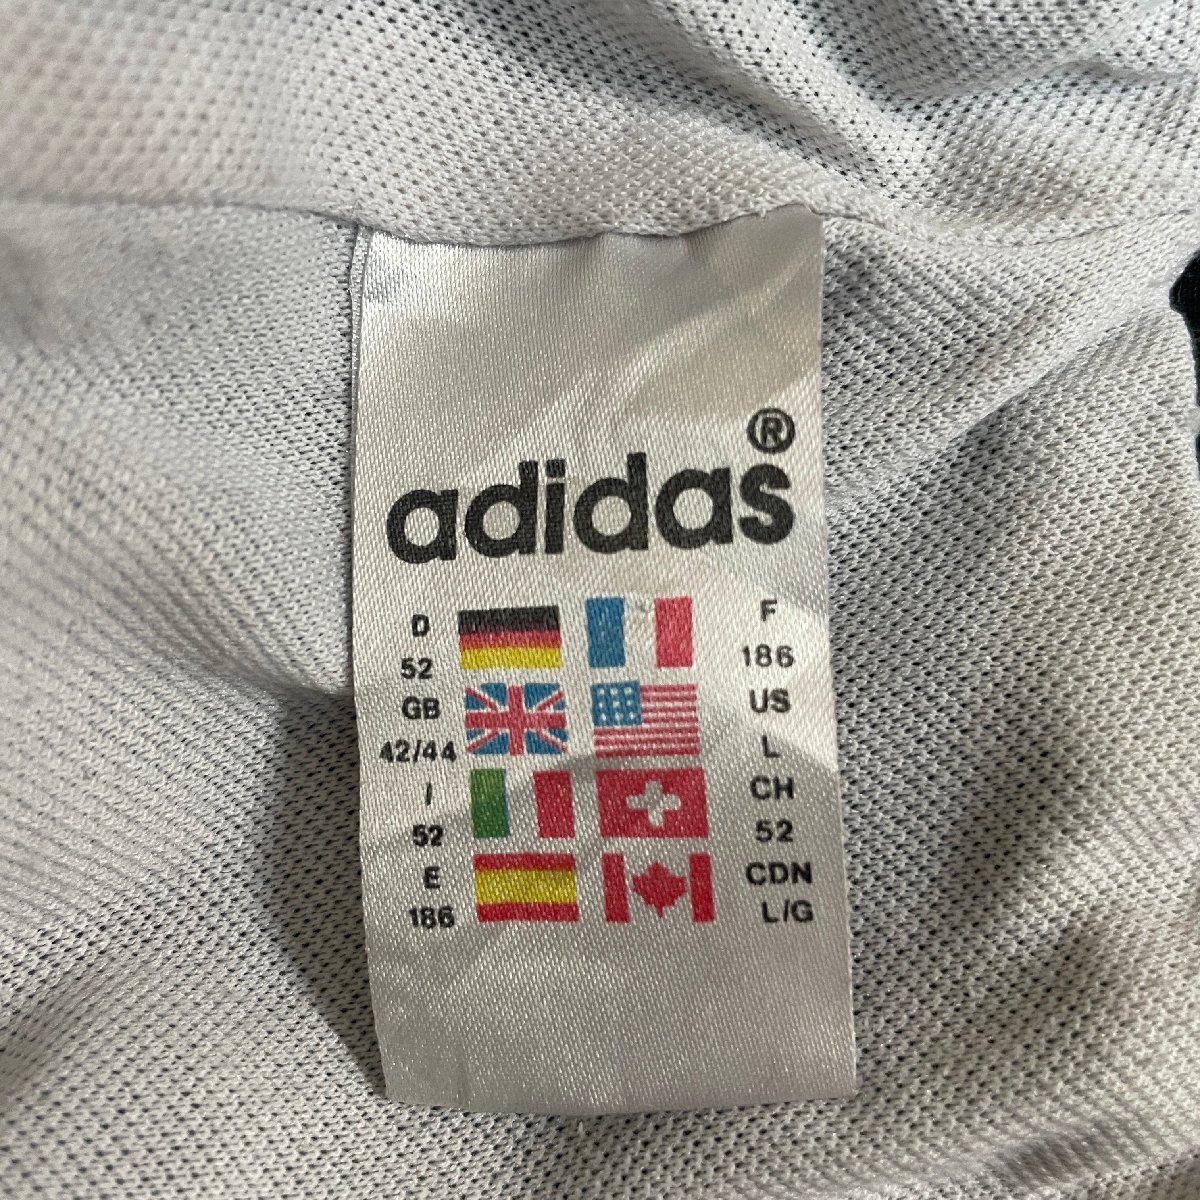 adidas®
D F
52 186
GB US
42/44 L
I CH
52 52
E CDN
186 L/G